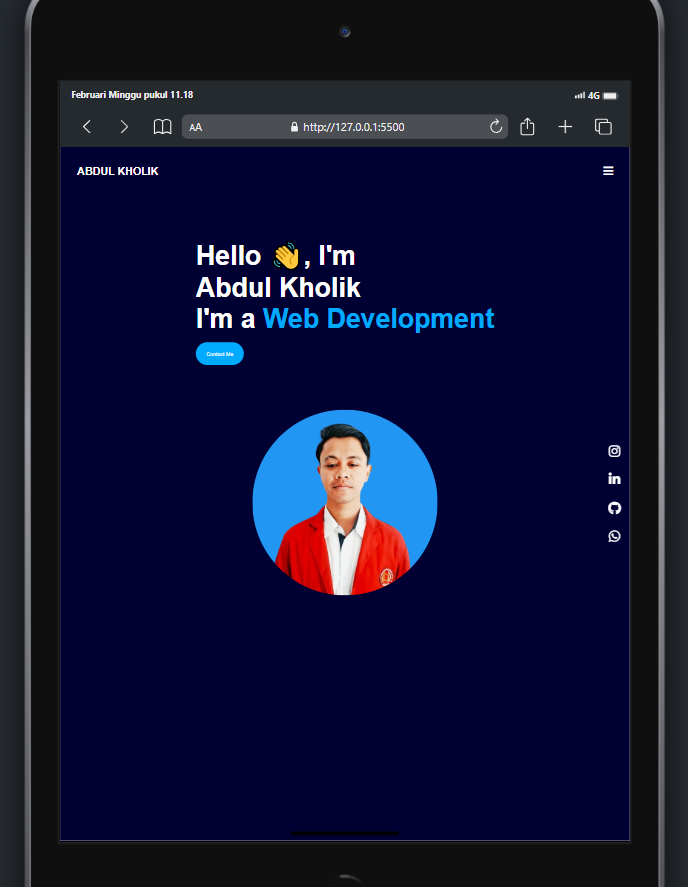 Februari Minggu pukul 11.18
4G
AA
http://127.0.0.1:5500
ABDUL KHOLIK
Hello 👋, I'm
Abdul Kholik
I'm a Web Development
Contact Me